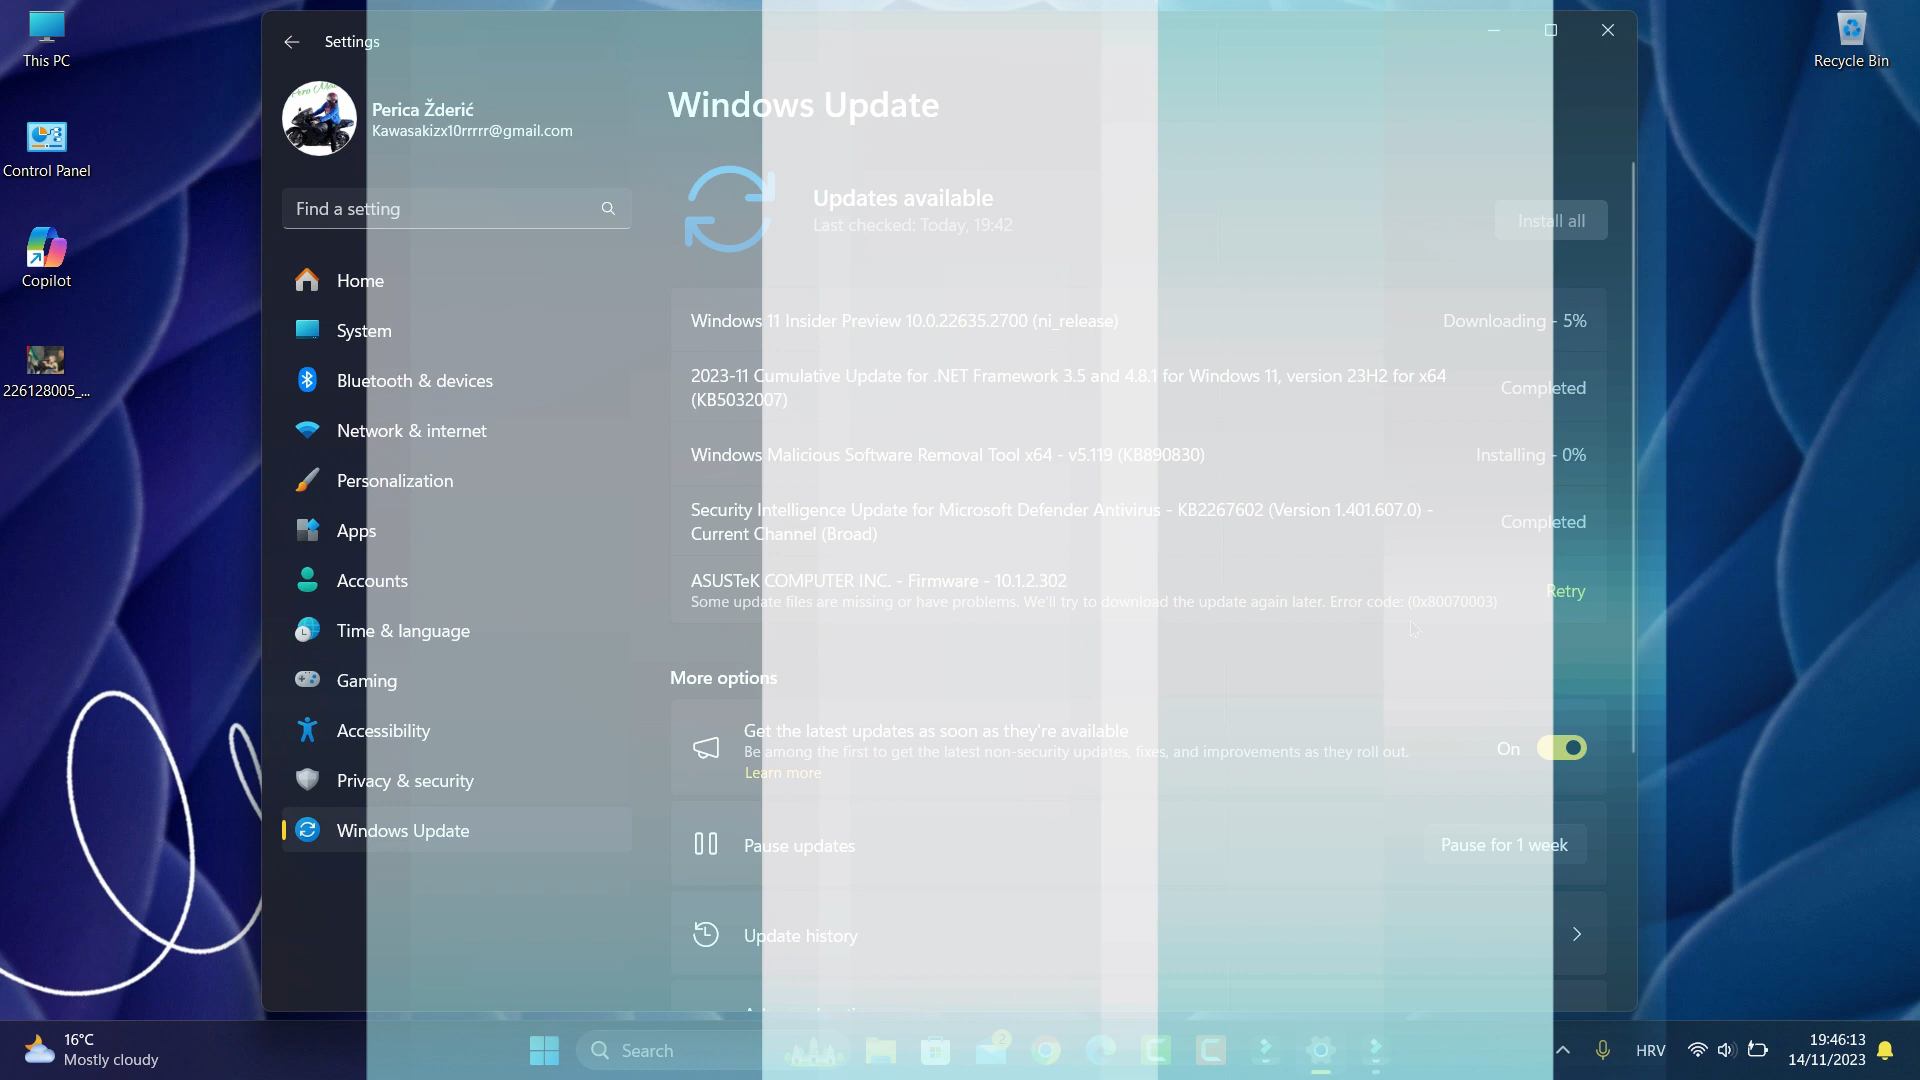 This PC
Control Panel
Copilot
226128005_...
Recycle Bin
Settings
Perica Žderić
Kawasakizx10rrrrr@gmail.com
Find a setting
Home
System
Bluetooth & devices
Network & internet
Personalization
Apps
Accounts
Time & language
Gaming
Accessibility
Privacy & security
Windows Update
Windows Update
Updates available
Last checked: Today, 19:42
Install all
Windows 11 Insider Preview 10.0.22635.2700 (ni_release)
Downloading - 5%
2023-11 Cumulative Update for .NET Framework 3.5 and 4.8.1 for Windows 11, version 23H2 for x64
(KB5032007)
Completed
Windows Malicious Software Removal Tool x64 - v5.119 (KB890830)
Installing - 0%
Security Intelligence Update for Microsoft Defender Antivirus - KB2267602 (Version 1.401.607.0) -
Current Channel (Broad)
Completed
ASUSTeK COMPUTER INC. - Firmware - 10.1.2.302
Some update files are missing or have problems. We'll try to download the update again later. Error code: (0x80070003)
Retry
More options
Get the latest updates as soon as they're available
Be among the first to get the latest non-security updates, fixes, and improvements as they roll out.
Learn more
On
Pause updates
Pause for 1 week
Update history
16°C
Mostly cloudy
Search
2
HRV
19:46:13
14/11/2023